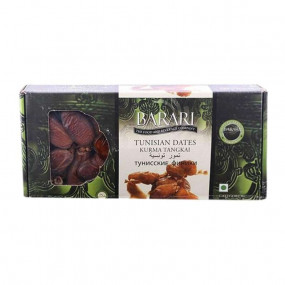 BARARI
TUNISIAN DATES
KURMA TANGKAI
تمور تونسية
тунисские финики